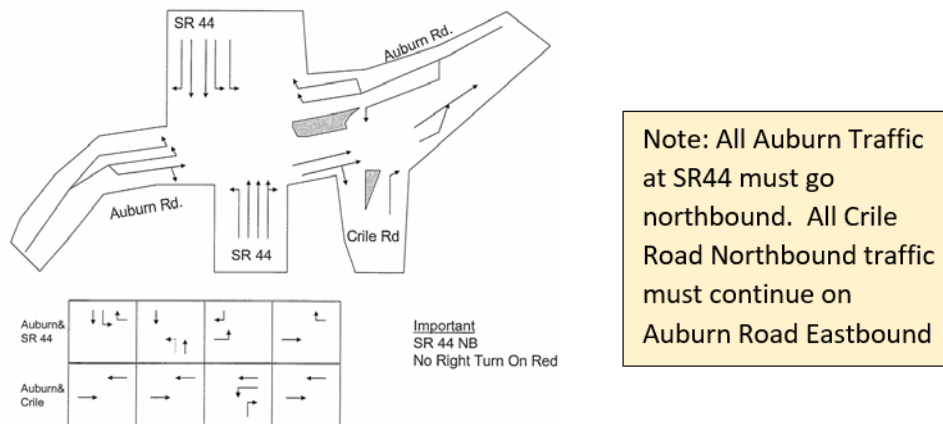 SR 44
Auburn Rd.
Auburn Rd.
SR 44
Crile Rd
Auburn&
SR 44
Auburn&
Crile
Important
SR 44 NB
No Right Turn On Red
Note: All Auburn Traffic
at SR44 must go
northbound. All Crile
Road Northbound traffic
must continue on
Auburn Road Eastbound